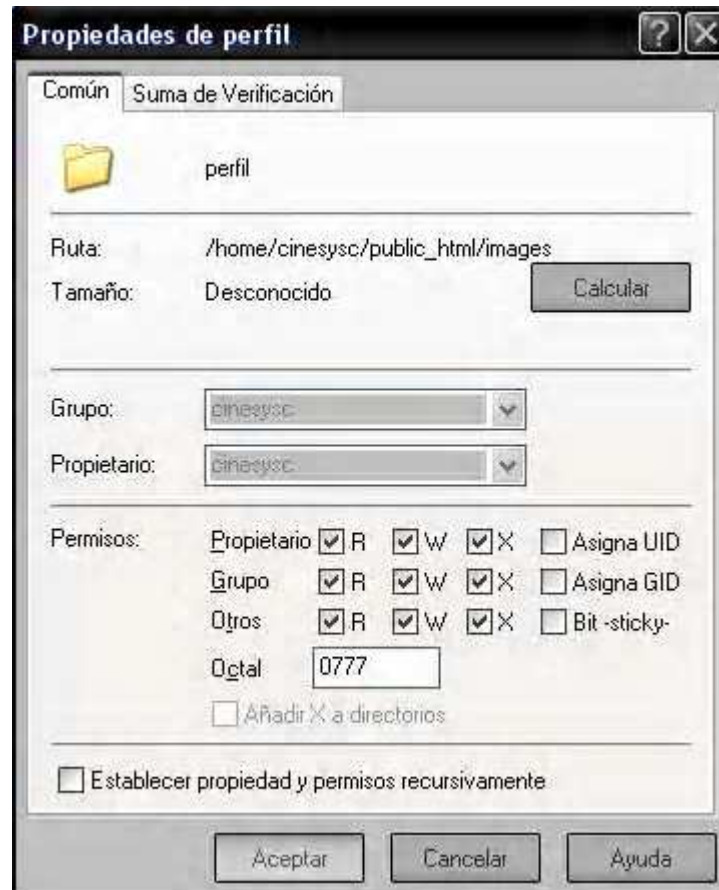 Propiedades de perfil
Común Suma de Verificación
perfil
Ruta: /home/cinesysc/public_html/images
Tamaño: Desconocido Calcular
Grupo: cinesysc
Propietario: cinesysc
Permisos: Propietario R W X Asigna UID
Grupo R W X Asigna GID
Otros R W X Bit -sticky-
Octal 0777
Añadir X a directorios
Establecer propiedad y permisos recursivamente
Aceptar Cancelar Ayuda